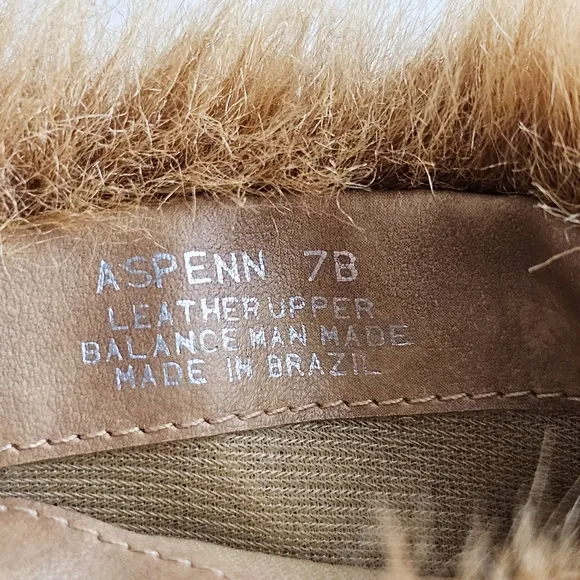 ASPENN 7B
LEATHER UPPER
BALANCE MAN MADE
MADE IN BRAZIL